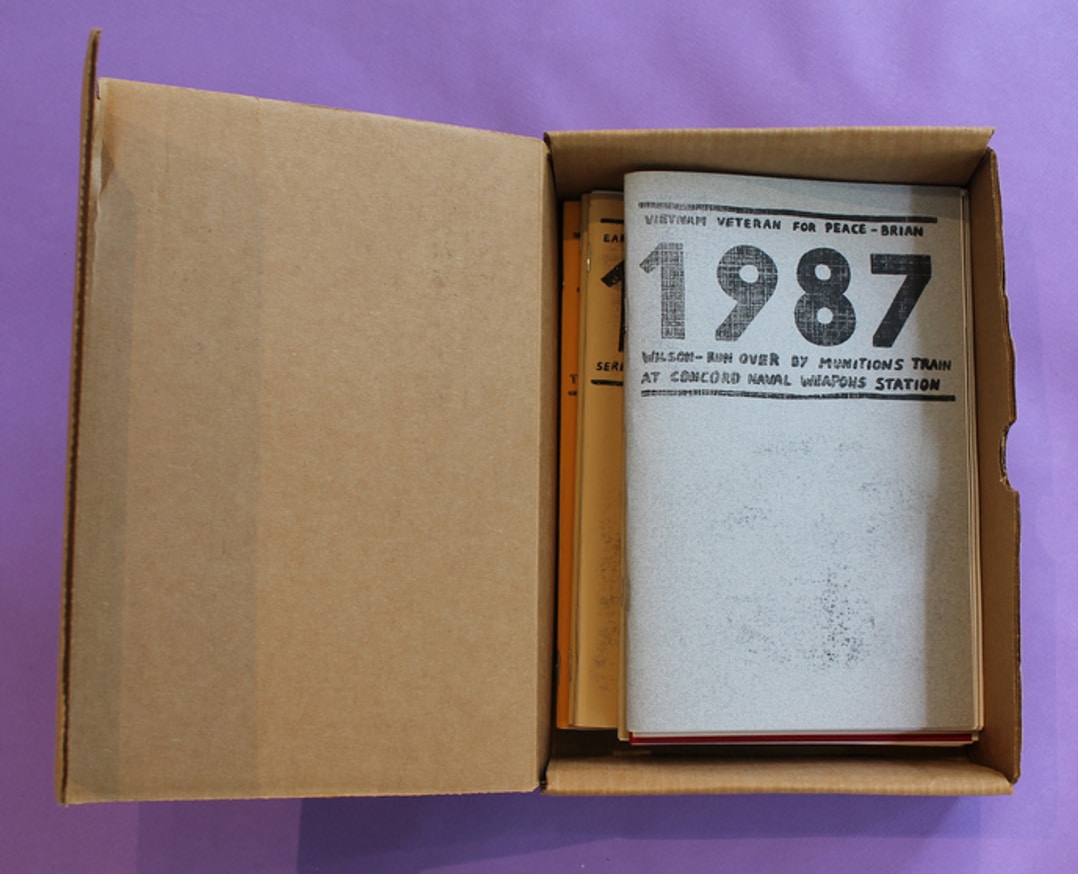 VIETNAM VETERAN FOR PEACE - BRIAN
1987
WILSON - RUN OVER BY MUNITIONS TRAIN
AT CONCORD NAVAL WEAPONS STATION